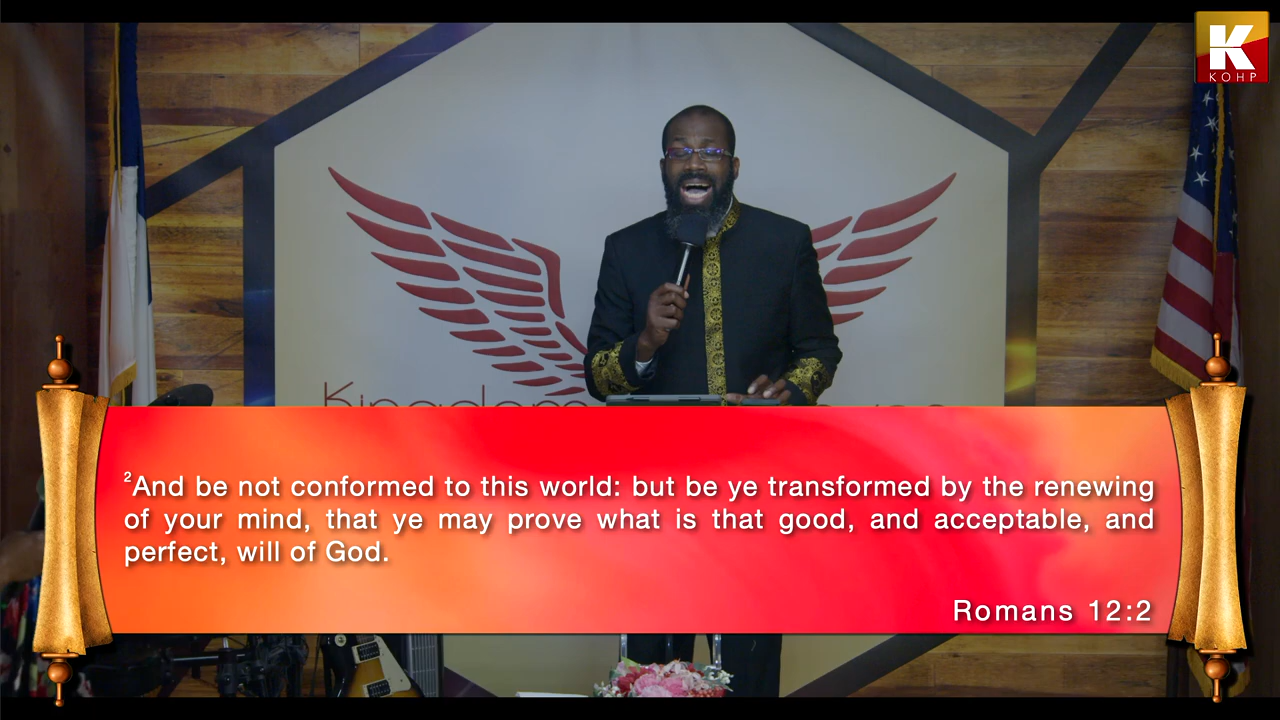 K
KOHP
Kingdom
2And be not conformed to this world: but be ye transformed by the renewing
of your mind, that ye may prove what is that good, and acceptable, and
perfect, will of God.
Romans 12:2